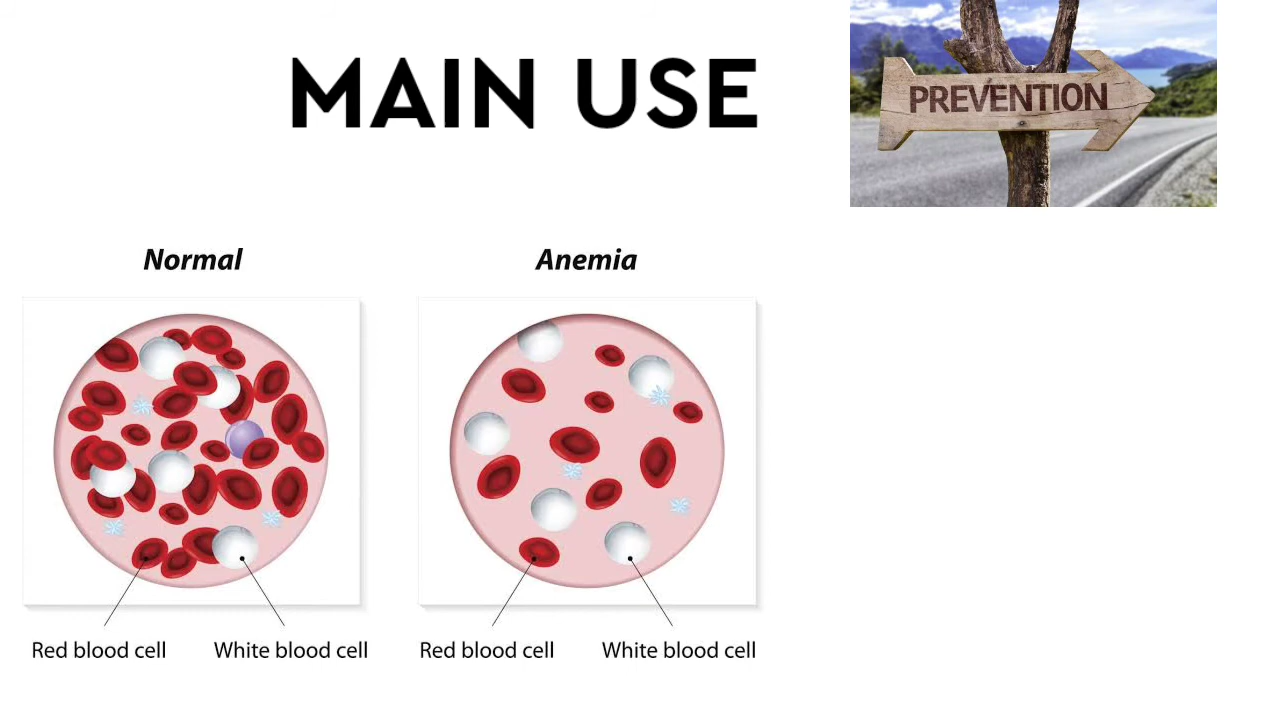 MAIN USE
PREVENTION
Normal
Anemia
Red blood cell
White blood cell
Red blood cell
White blood cell